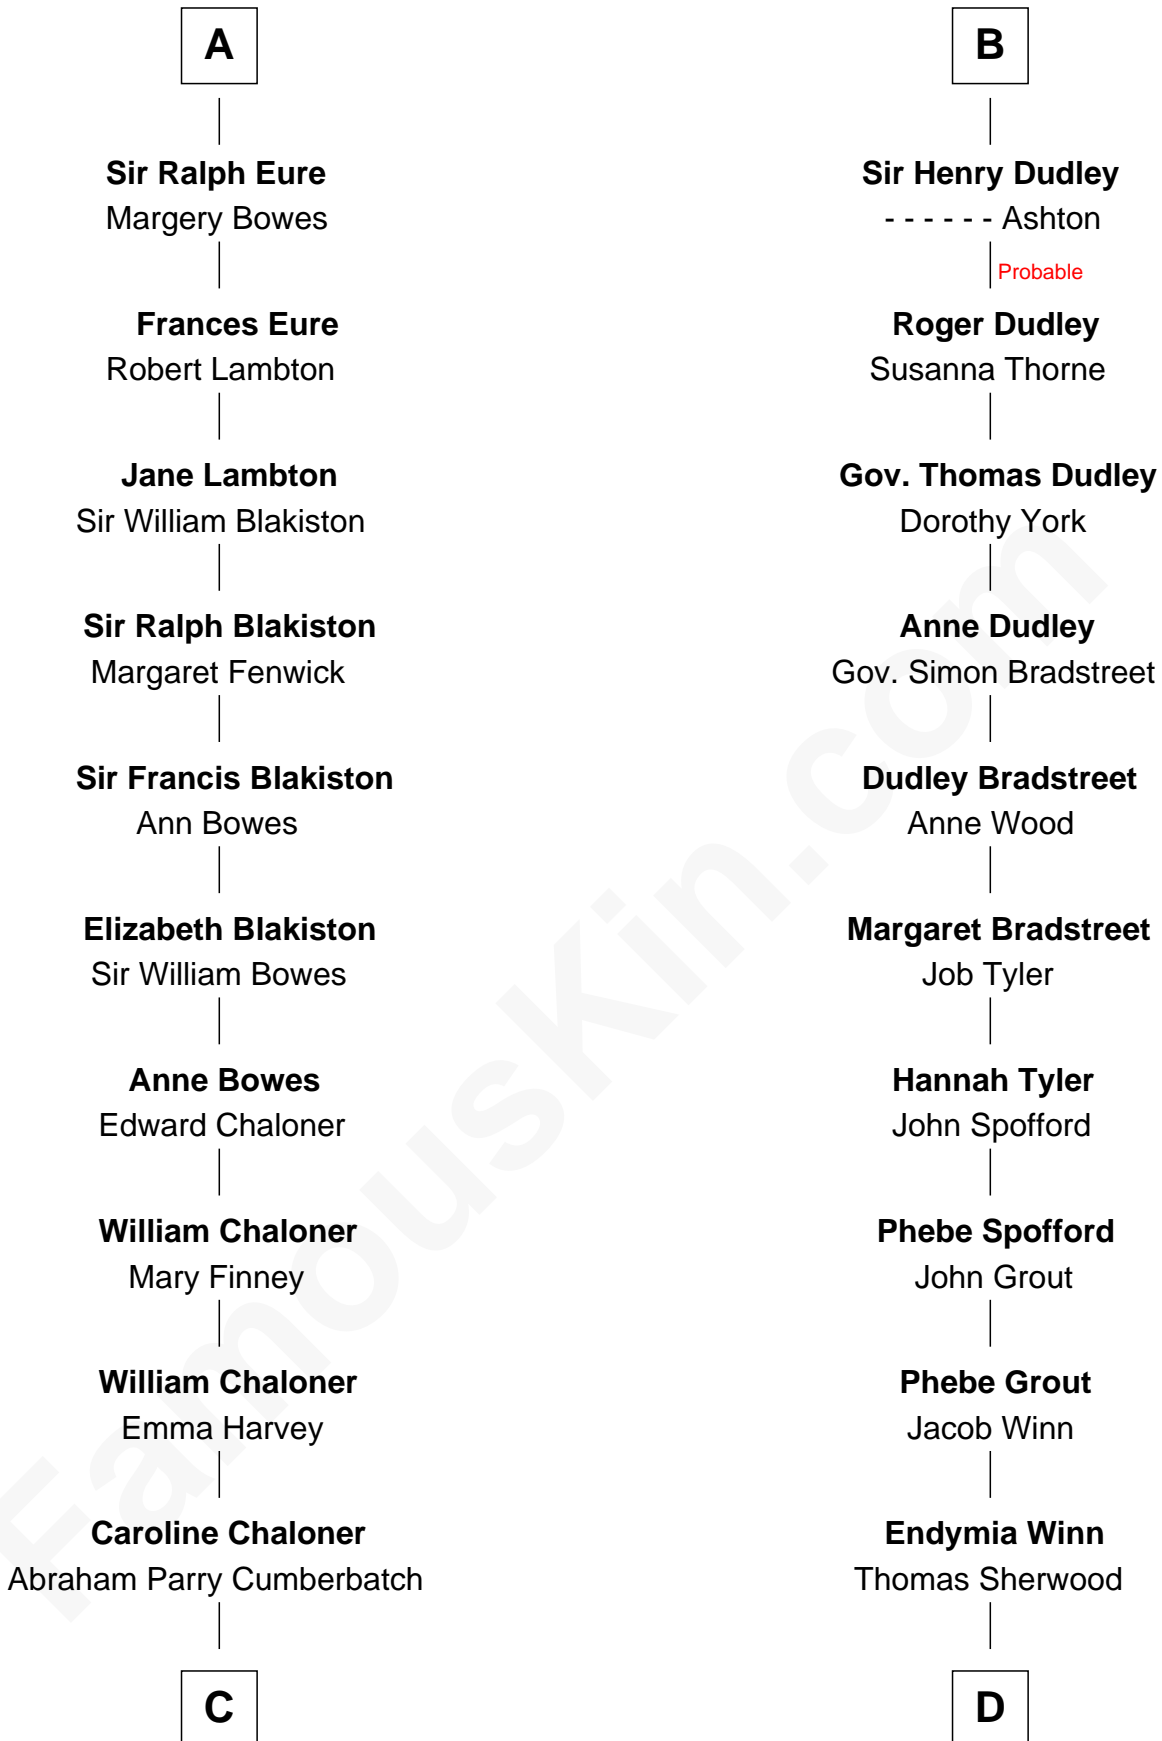 A
Sir Ralph Eure
Margery Bowes
Frances Eure
Robert Lambton
Jane Lambton
Sir William Blakiston
Sir Ralph Blakiston
Margaret Fenwick
Sir Francis Blakiston
Ann Bowes
Elizabeth Blakiston
Sir William Bowes
Anne Bowes
Edward Chaloner
William Chaloner
Mary Finney
William Chaloner
Emma Harvey
Caroline Chaloner
Abraham Parry Cumberbatch
C
B
Sir Henry Dudley
- - - - - - Ashton
Probable
Roger Dudley
Susanna Thorne
Gov. Thomas Dudley
Dorothy York
Anne Dudley
Gov. Simon Bradstreet
Dudley Bradstreet
Anne Wood
Margaret Bradstreet
Job Tyler
Hannah Tyler
John Spofford
Phebe Spofford
John Grout
Phebe Grout
Jacob Winn
Endymia Winn
Thomas Sherwood
D
FamousKin.com